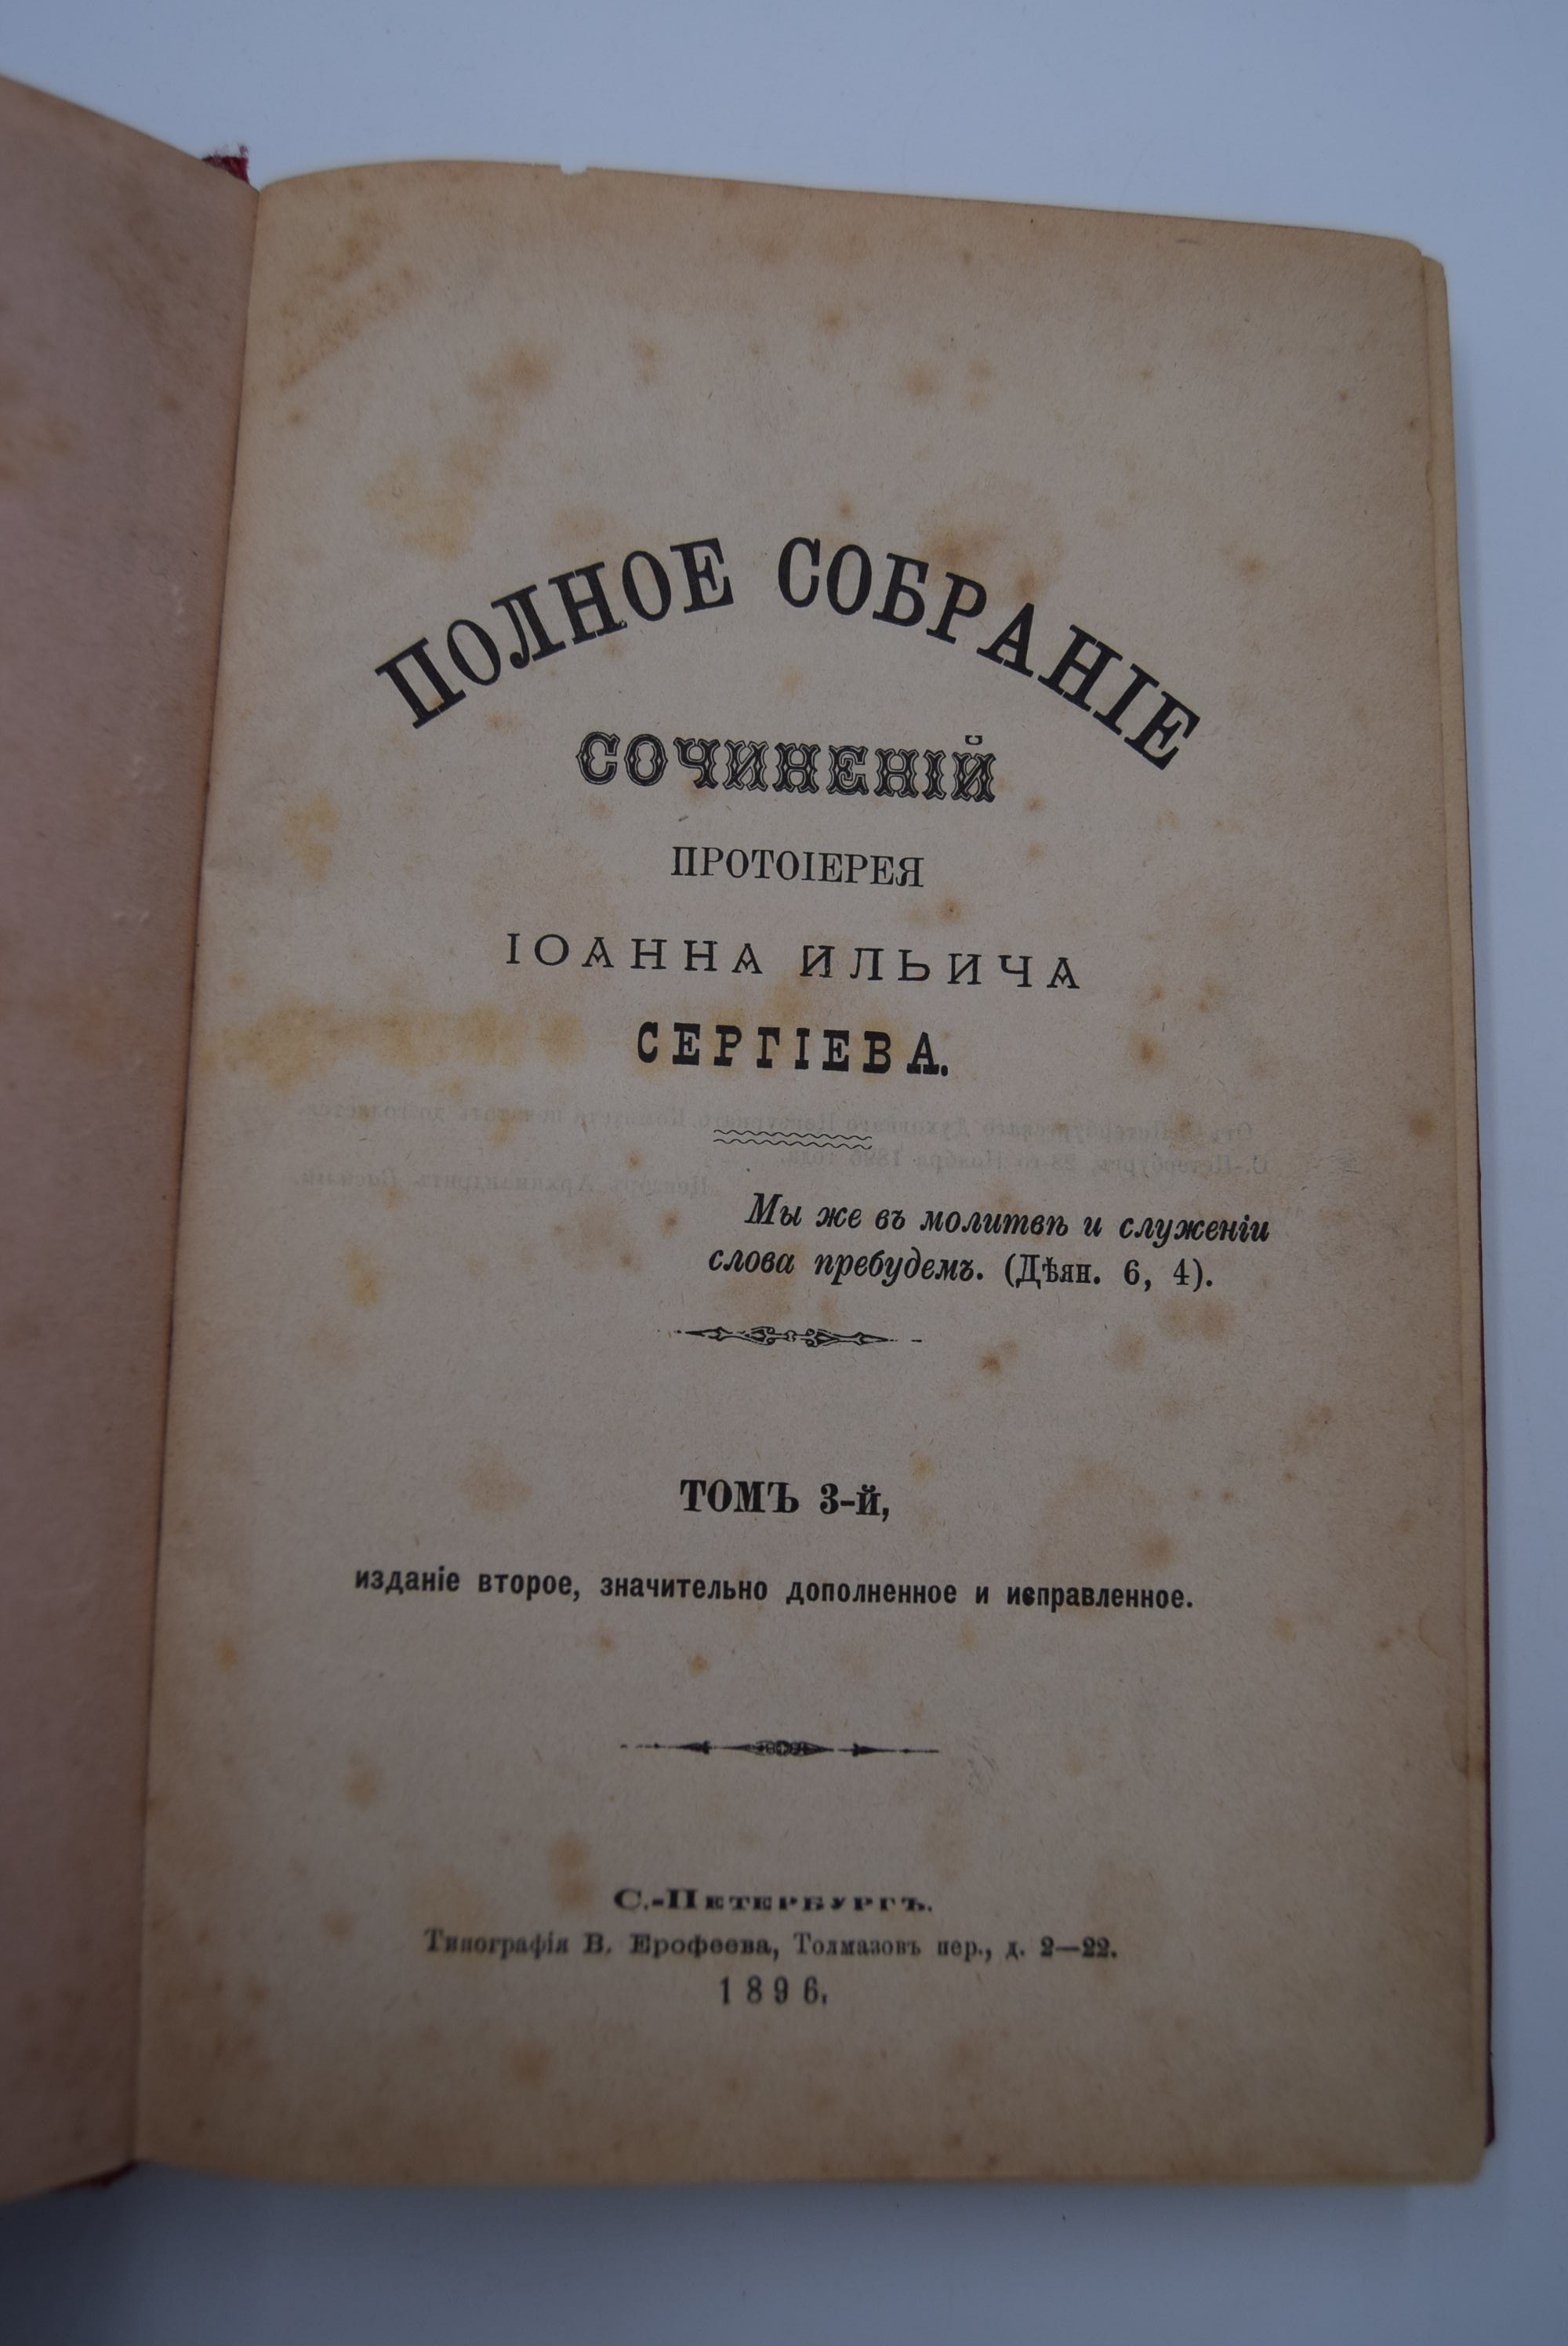 ПОЛНОЕ СОБРАНІЕ
СОЧИНЕНІЙ
ПРОТОІЕРЕЯ
ІОАННА ИЛЬИЧА
СЕРГІЕВА.
Мы же въ молитвѣ и служеніи
слова пребудемъ. (Дѣян. 6, 4).
ТОМЪ 3-й,
изданіе второе, значительно дополненное и исправленное.
С.-Петербургъ.
Типографія В. Ерофеева, Толмазовъ пер., д. 2—22.
1896.